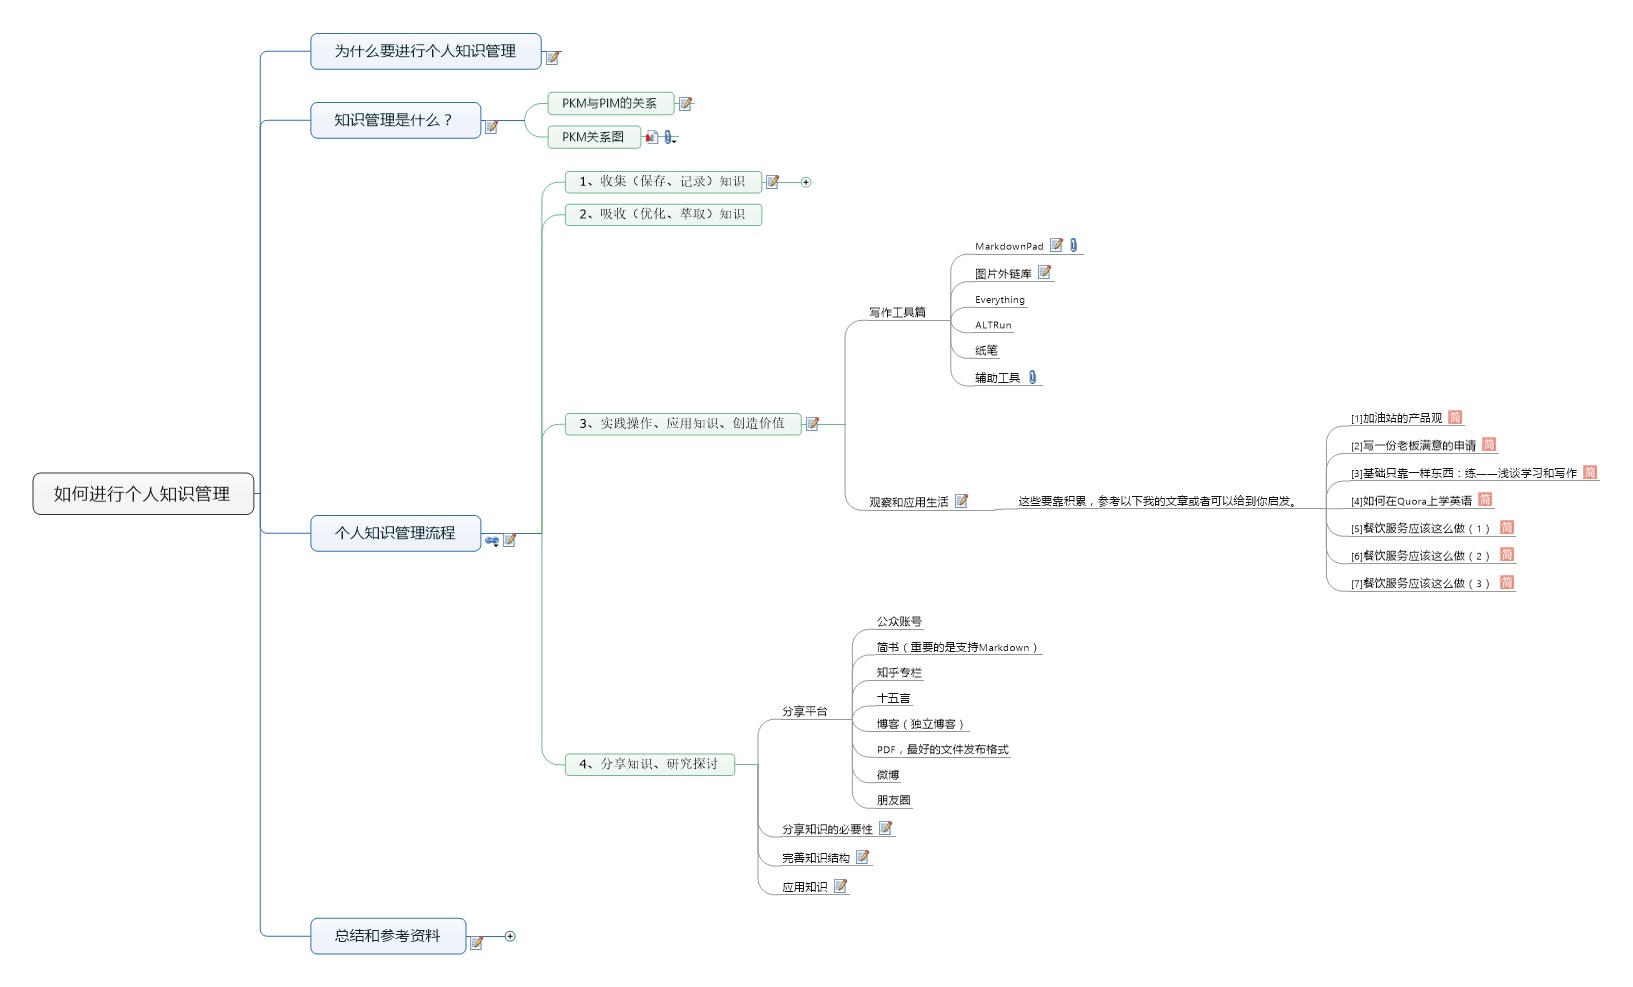 如何进行个人知识管理
为什么要进行个人知识管理
知识管理是什么？
PKM与PIM的关系
PKM关系图
个人知识管理流程
1、收集（保存、记录）知识
2、吸收（优化、萃取）知识
3、实践操作、应用知识、创造价值
写作工具篇
MarkdownPad
图片外链库
Everything
ALTRun
纸笔
辅助工具
观察和应用生活
这些要靠积累，参考以下我的文章或者可以给到你启发。
[1]加油站的产品观 简
[2]写一份老板满意的申请 简
[3]基础只靠一样东西：练——浅谈学习和写作 简
[4]如何在Quora上学英语 简
[5]餐饮服务应该这么做（1） 简
[6]餐饮服务应该这么做（2） 简
[7]餐饮服务应该这么做（3） 简
4、分享知识、研究探讨
分享平台
公众账号
简书（重要的是支持Markdown）
知乎专栏
十五言
博客（独立博客）
PDF，最好的文件发布格式
微博
朋友圈
分享知识的必要性
完善知识结构
应用知识
总结和参考资料